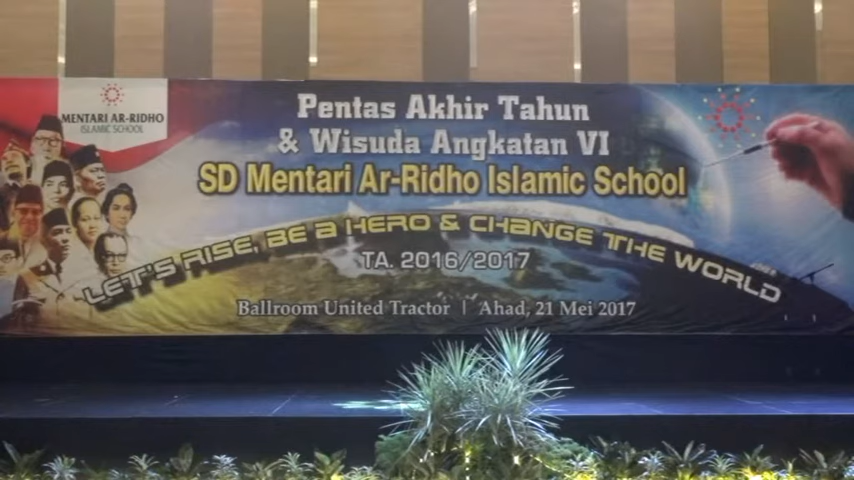 MENTARI AR-RIDHO
ISLAMIC SCHOOL
Pentas Akhir Tahun
& Wisuda Angkatan VI
SD Mentari Ar-Ridho Islamic School
LET'S RISE, BE A HERO & CHANGE THE WORLD
TA. 2016/2017
Ballroom United Tractor | Ahad, 21 Mei 2017